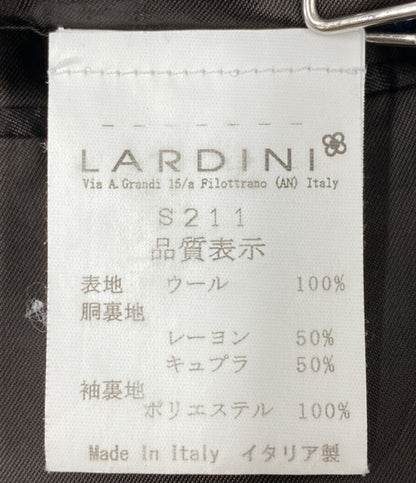 LARDINI
Via A.Grandi 15/a Filottrano (AN) Italy
S211
品質表示
表地 ウール 100%
胴裏地
レーヨン 50%
キュプラ 50%
袖裏地
ポリエステル 100%
Made In Italy イタリア製